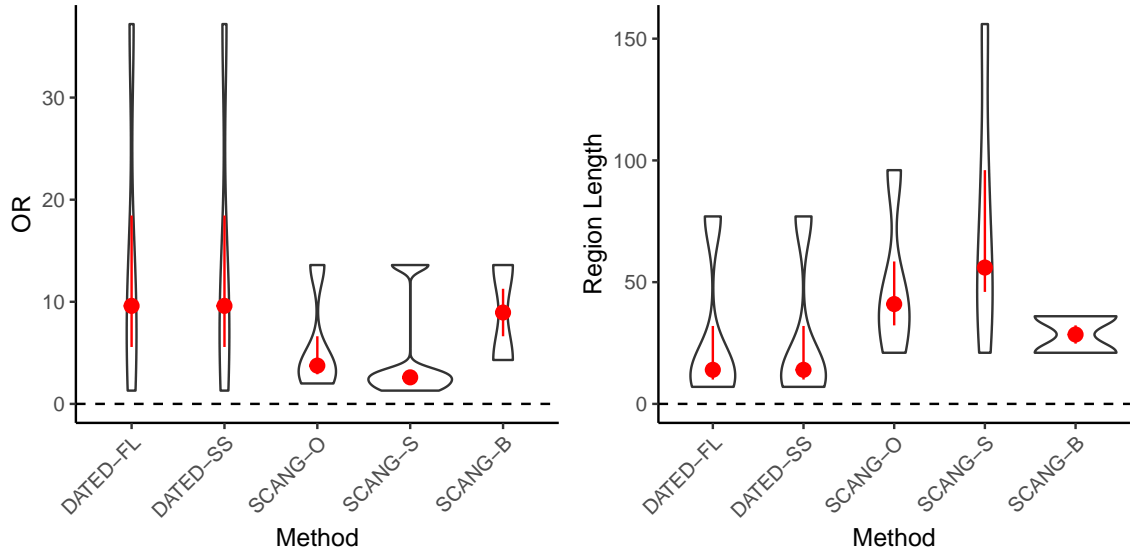 OR
30
20
10
0
DATED−FL
DATED−SS
SCANG−O
SCANG−S
SCANG−B
Method
Region Length
150
100
50
0
DATED−FL
DATED−SS
SCANG−O
SCANG−S
SCANG−B
Method